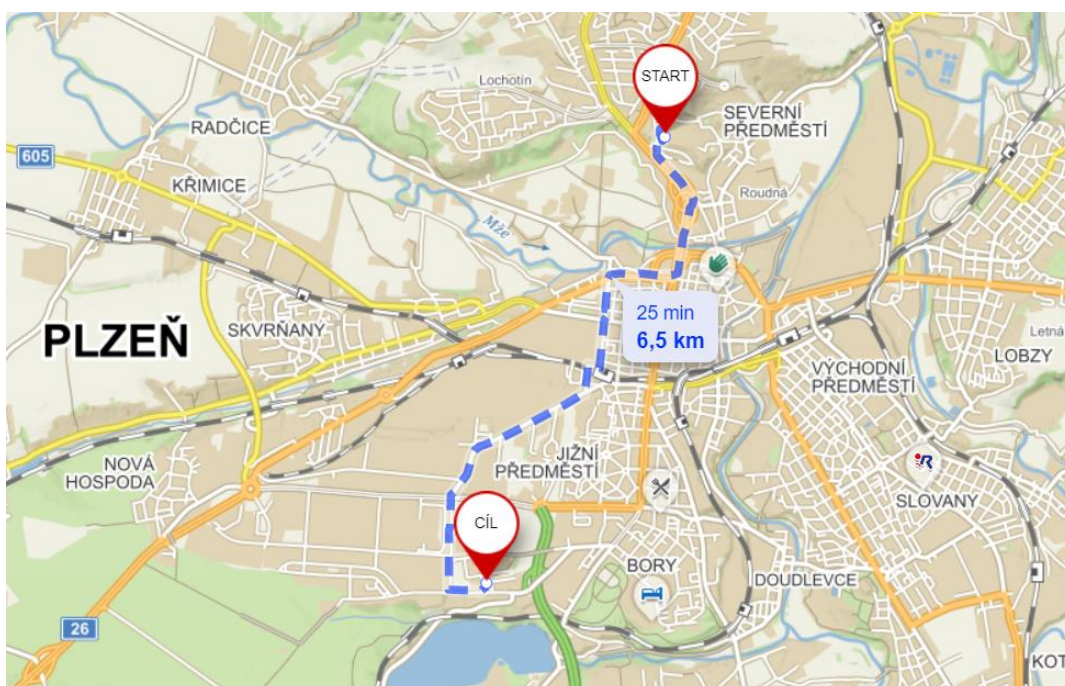 START
Lochotín
SEVERNÍ
PŘEDMĚSTÍ
RADČICE
605
KŘIMICE
Roudná
Mže
25 min
6,5 km
PLZEŇ
SKVRŇANY
Letná
LOBZY
VÝCHODNÍ
PŘEDMĚSTÍ
JIŽNÍ
PŘEDMĚSTÍ
NOVÁ
HOSPODA
R
SLOVANY
CÍL
BORY
DOUDLEVCE
26
KOT